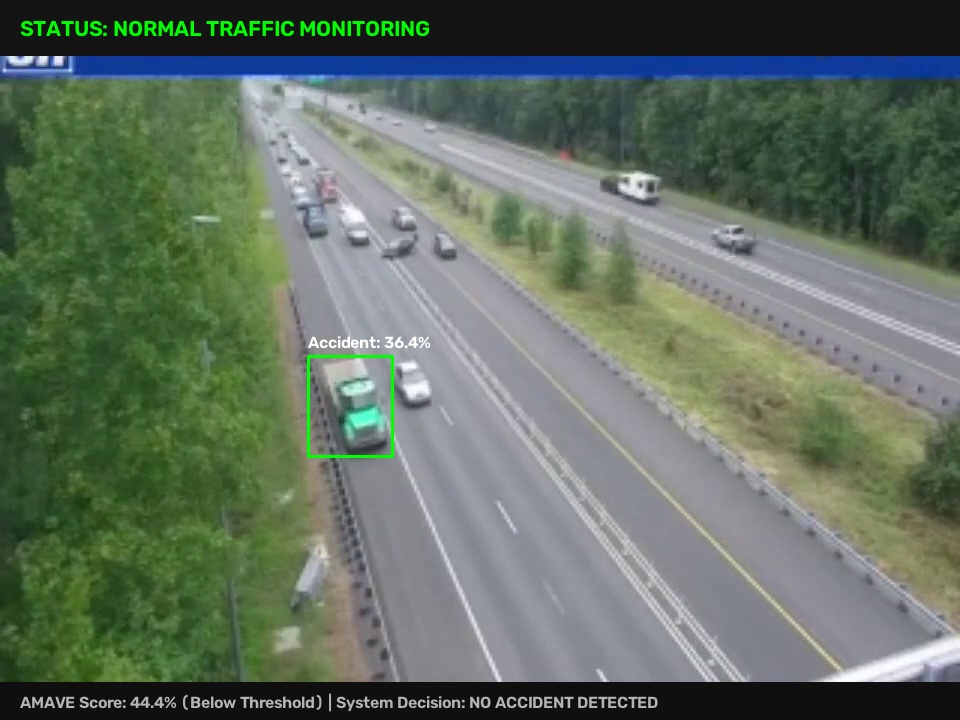 STATUS: NORMAL TRAFFIC MONITORING
Accident: 36.4%
AMAVE Score: 44.4% (Below Threshold) | System Decision: NO ACCIDENT DETECTED